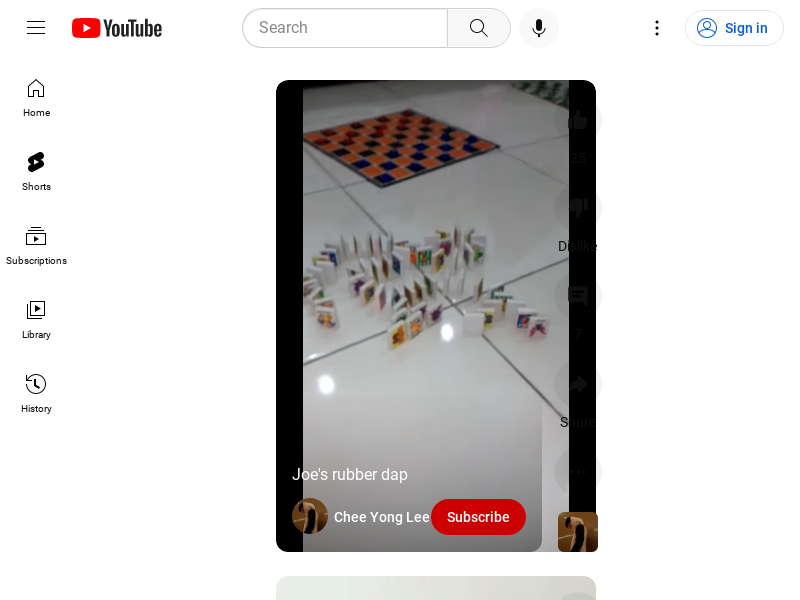 YouTube
Search
Sign in
Home
Shorts
Subscriptions
Library
History
25
Dislike
7
Share
Joe's rubber dap
Chee Yong Lee
Subscribe